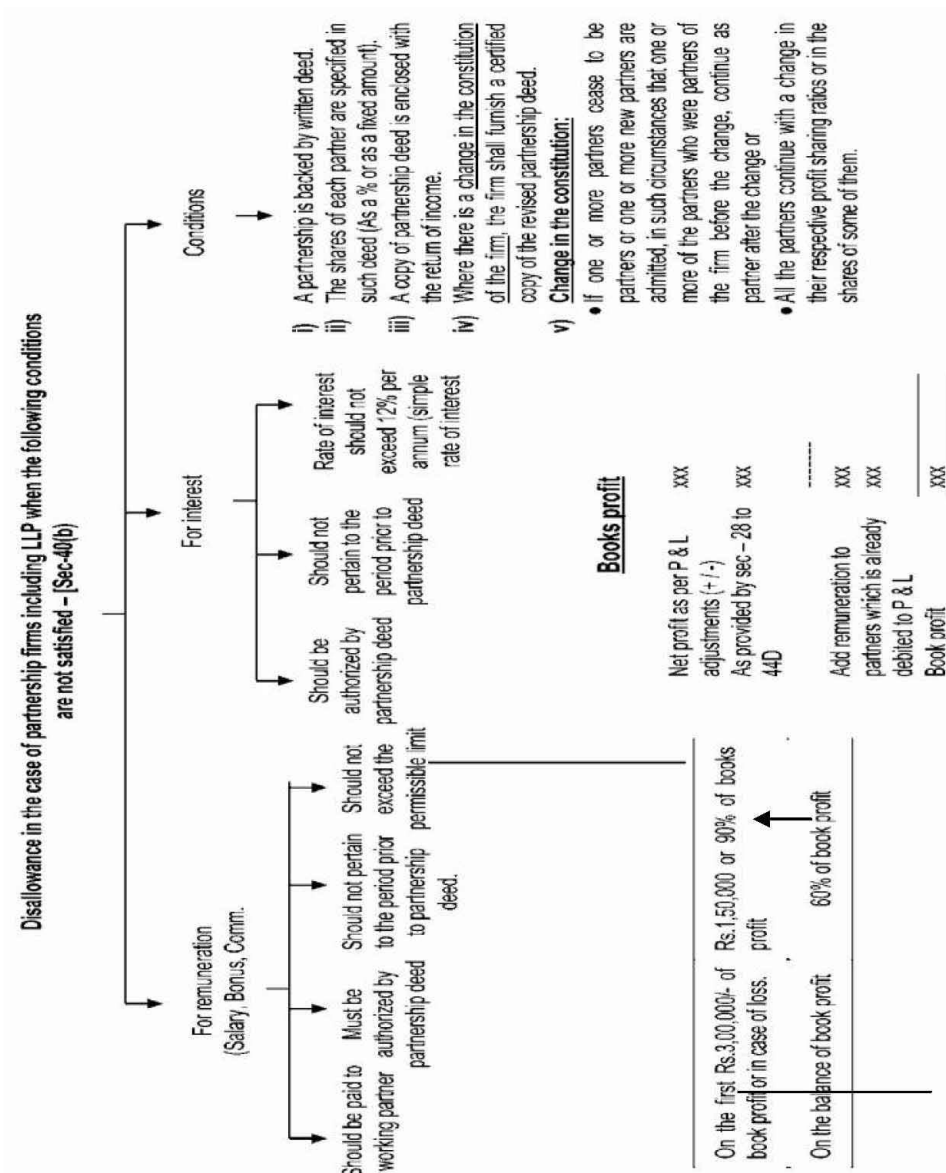 Disallowance in the case of partnership firms including LLP when the following conditions
are not satisfied – [Sec-40(b)
For remuneration
(Salary, Bonus, Comm.
Should be paid to
working partner
Must be
authorized by
partnership deed
Should not pertain
to the period prior
to partnership
deed.
Should not
exceed the
permissible limit
On the first Rs.3,00,000/- of
book profit or in case of loss.
Rs.1,50,000 or 90% of books
profit
On the balance of book profit
60% of book profit
For interest
Should be
authorized by
partnership deed
Should not
pertain to the
period prior to
partnership deed
Rate of interest
should not
exceed 12% per
annum (simple
rate of interest
Books profit
Net profit as per P & L xxx
adjustments (+ / -)
As provided by sec – 28 to xxx
44D
--------
Add remuneration to xxx
partners which is already xxx
debited to P & L
Book profit xxx
Conditions
i) A partnership is backed by written deed.
ii) The shares of each partner are specified in
such deed (As a % or as a fixed amount).
iii) A copy of partnership deed is enclosed with
the return of income.
iv) Where there is a change in the constitution
of the firm, the firm shall furnish a certified
copy of the revised partnership deed.
v) Change in the constitution:
• If one or more partners cease to be
partners or one or more new partners are
admitted, in such circumstances that one or
more of the partners who were partners of
the firm before the change, continue as
partner after the change or
• All the partners continue with a change in
their respective profit sharing ratios or in the
shares of some of them.